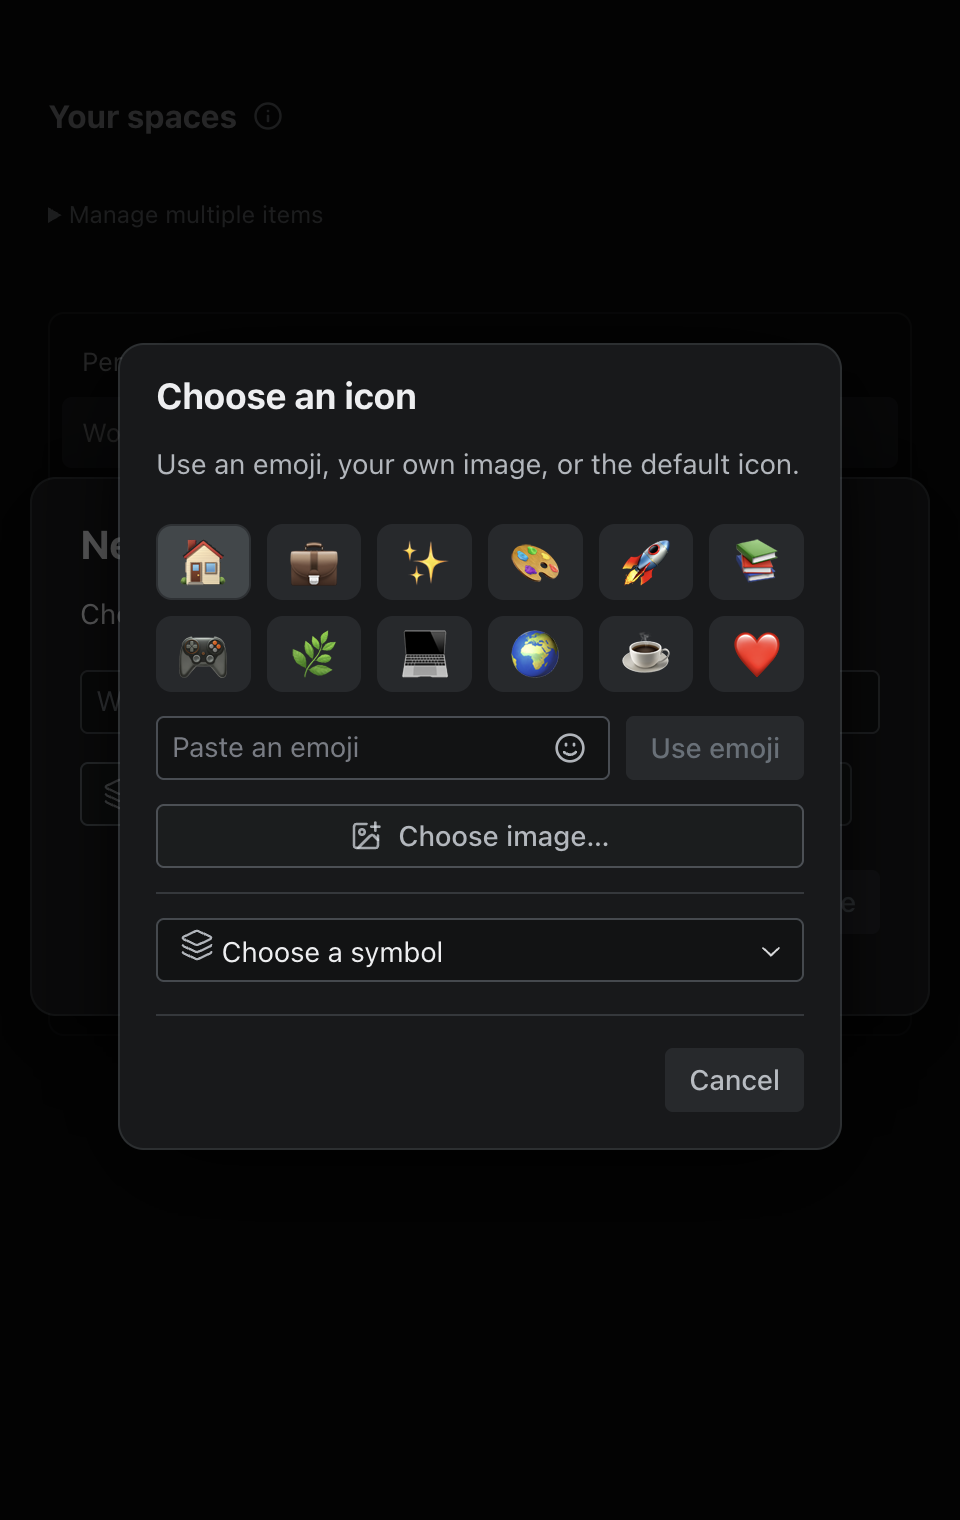 Your spaces
Manage multiple items
Choose an icon
Use an emoji, your own image, or the default icon.
Paste an emoji
Use emoji
Choose image...
Choose a symbol
Cancel